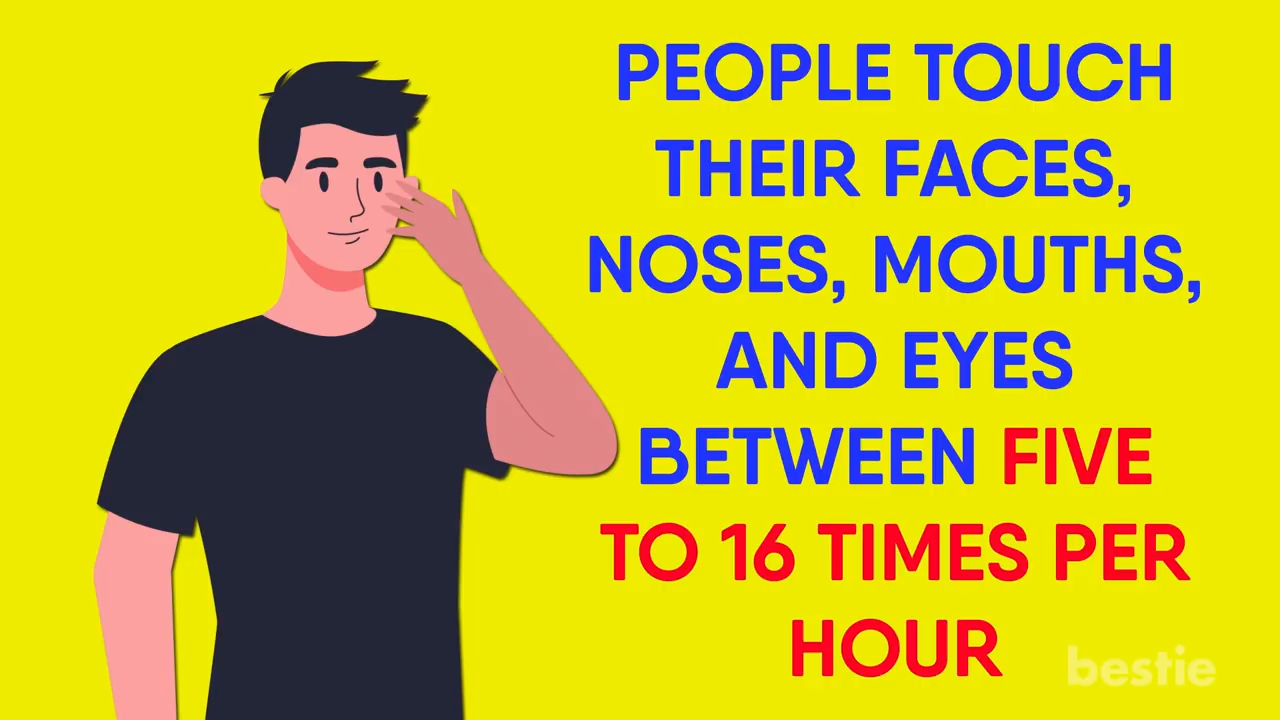 PEOPLE TOUCH
THEIR FACES,
NOSES, MOUTHS,
AND EYES
BETWEEN FIVE
TO 16 TIMES PER
HOUR
bestie